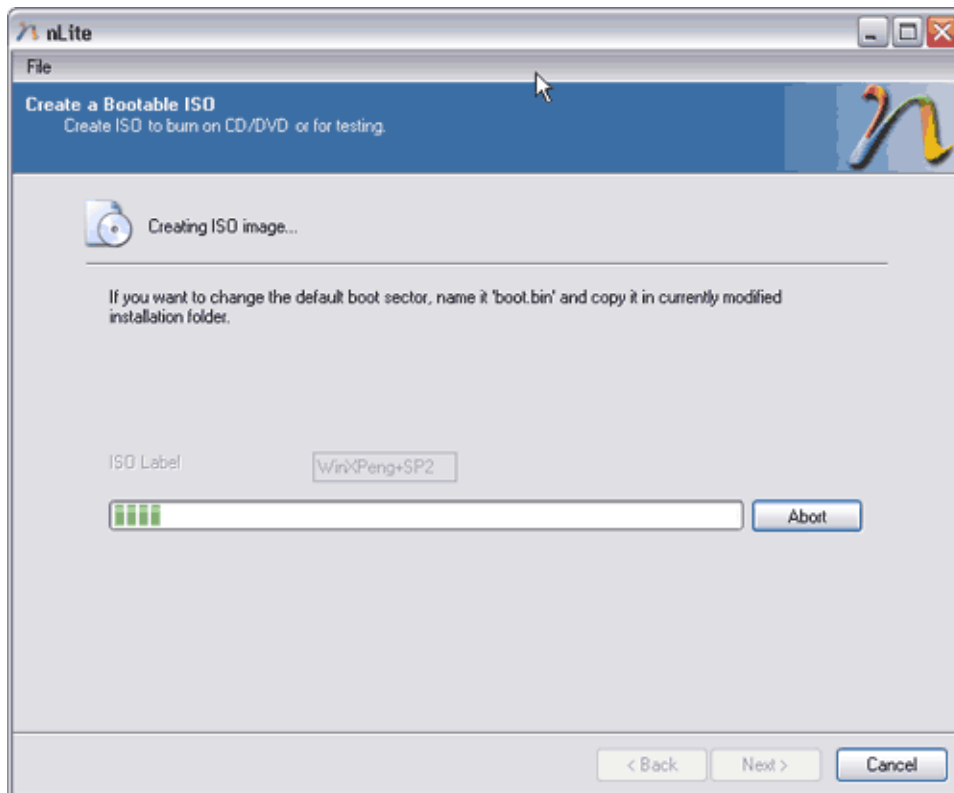 nLite
File
Create a Bootable ISO
Create ISO to burn on CD/DVD or for testing.
Creating ISO image...
If you want to change the default boot sector, name it 'boot.bin' and copy it in currently modified
installation folder.
ISO Label WinXPeng+SP2
Abort
< Back Next > Cancel